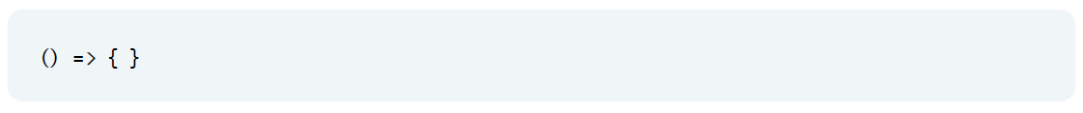 () => { }